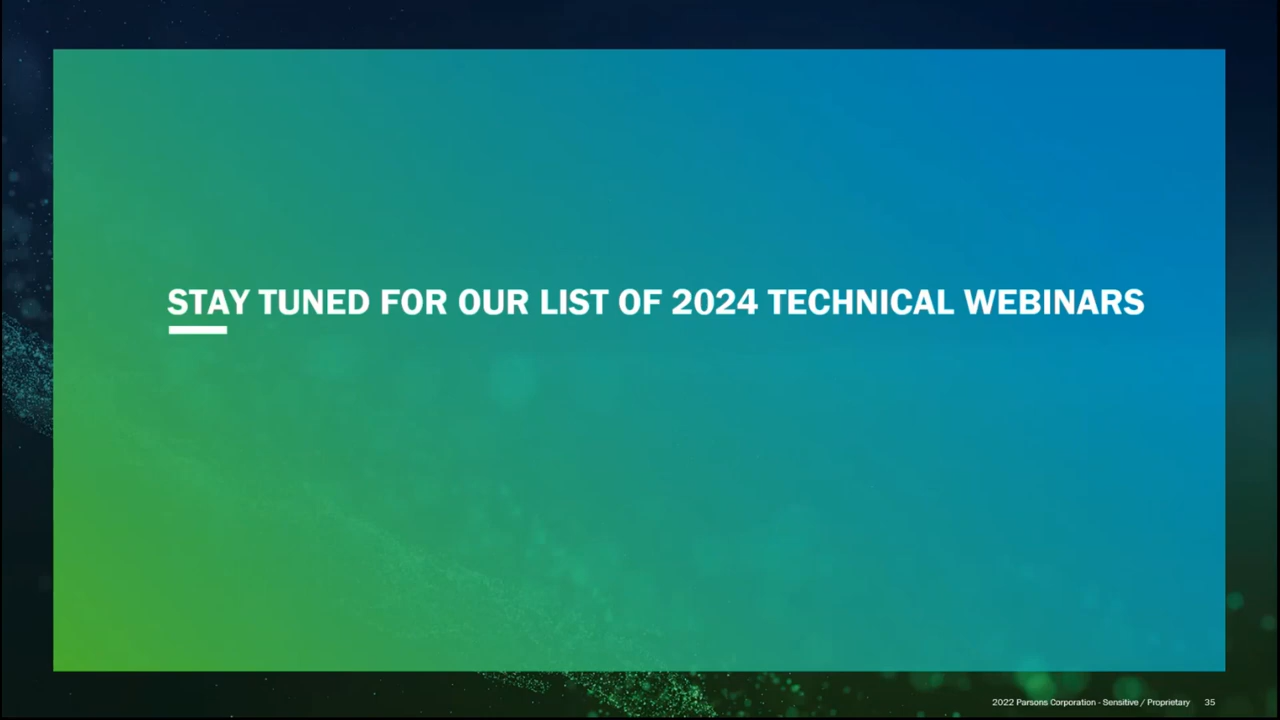 STAY TUNED FOR OUR LIST OF 2024 TECHNICAL WEBINARS
2022 Parsons Corporation - Sensitive / Proprietary 35